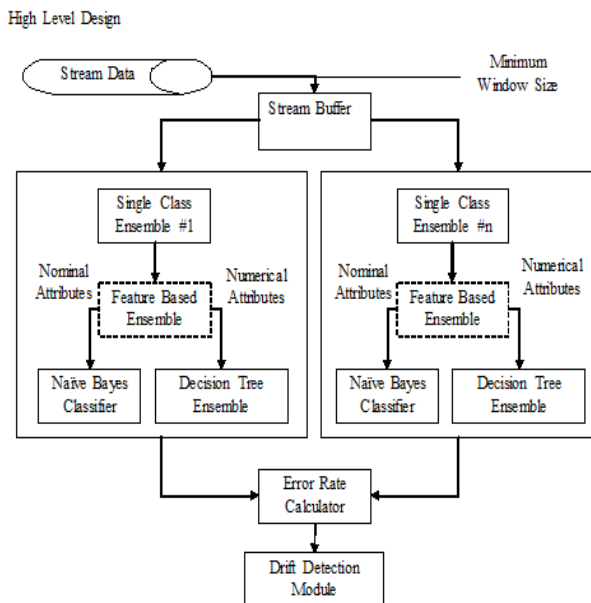 High Level Design
Stream Data
Minimum
Window Size
Stream Buffer
Single Class
Ensemble #1
Nominal
Attributes
Numerical
Attributes
Feature Based
Ensemble
Naïve Bayes
Classifier
Decision Tree
Ensemble
Single Class
Ensemble #n
Nominal
Attributes
Numerical
Attributes
Feature Based
Ensemble
Naïve Bayes
Classifier
Decision Tree
Ensemble
Error Rate
Calculator
Drift Detection
Module